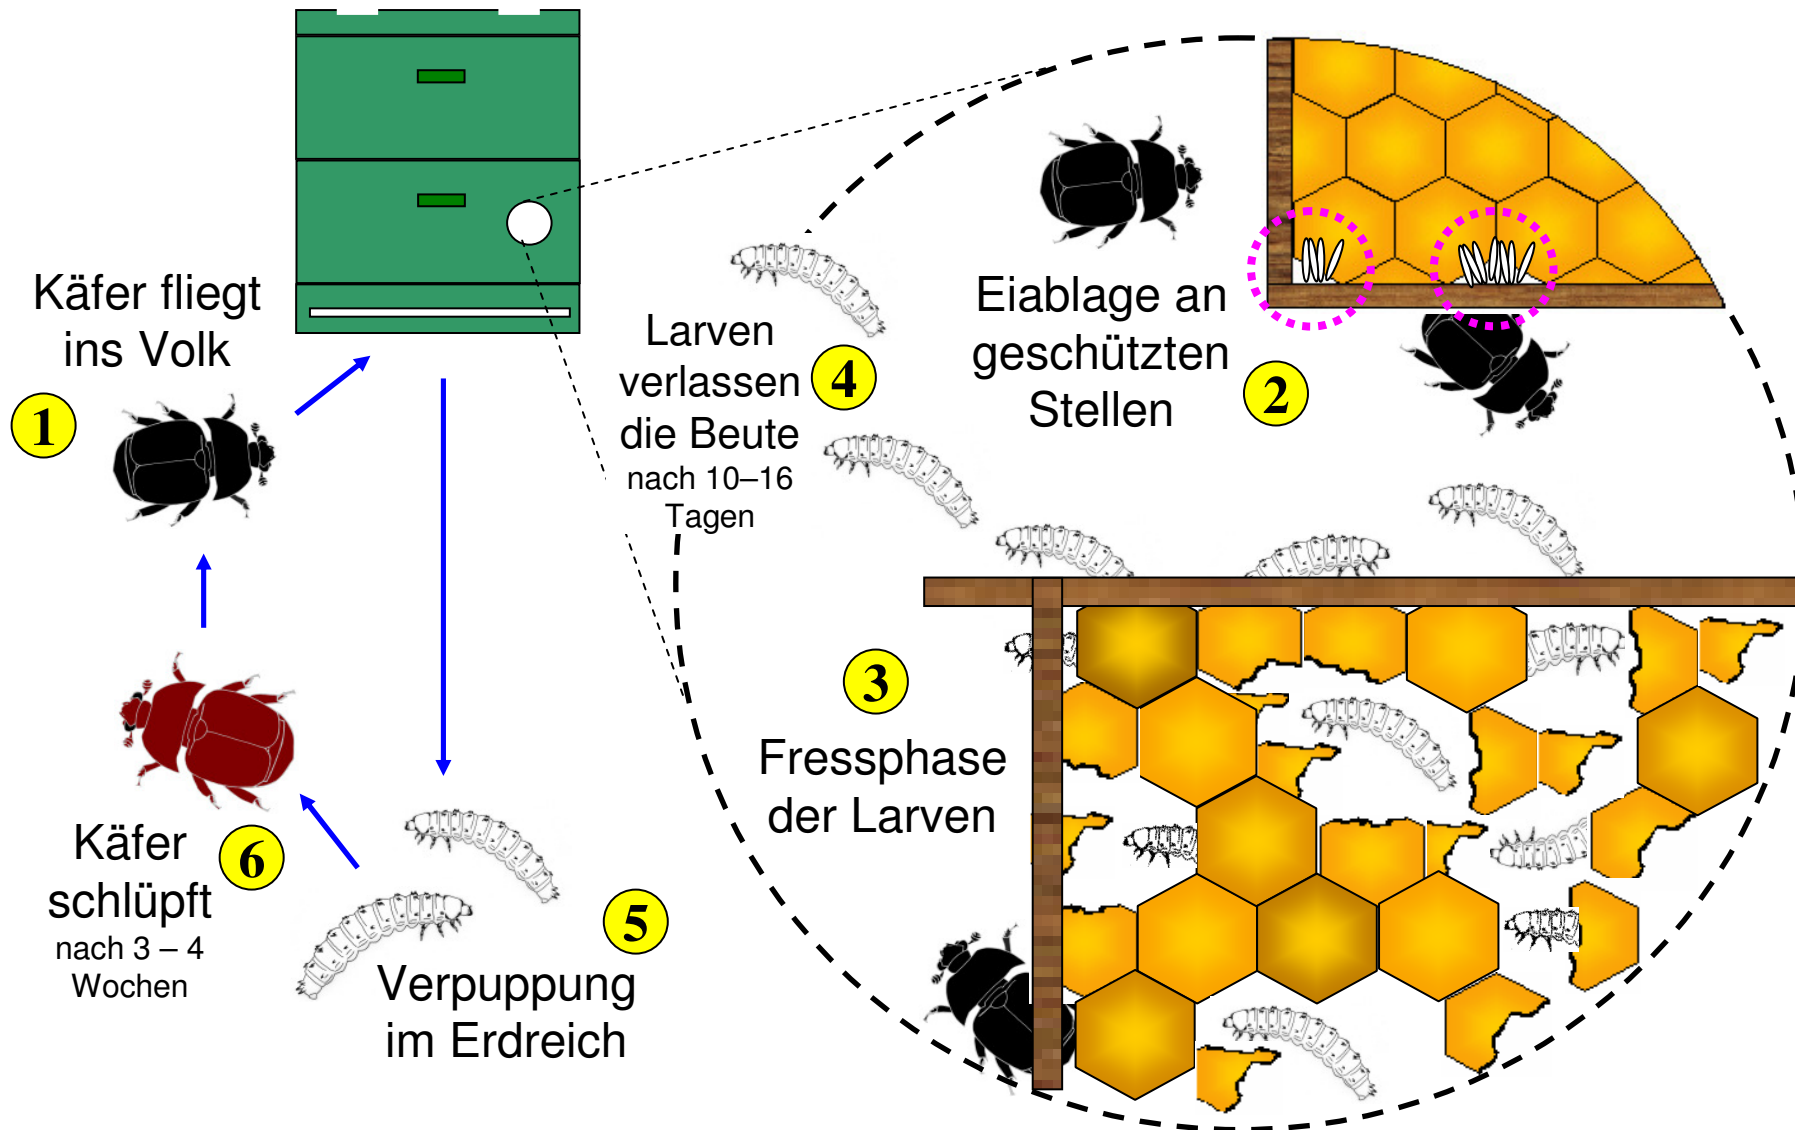 Käfer fliegt
ins Volk
1
Eiablage an
geschützten
Stellen
2
3
Fressphase
der Larven
Larven
verlassen
die Beute
nach 10–16
Tagen
4
5
Verpuppung
im Erdreich
Käfer
schlüpft
nach 3 – 4
Wochen
6